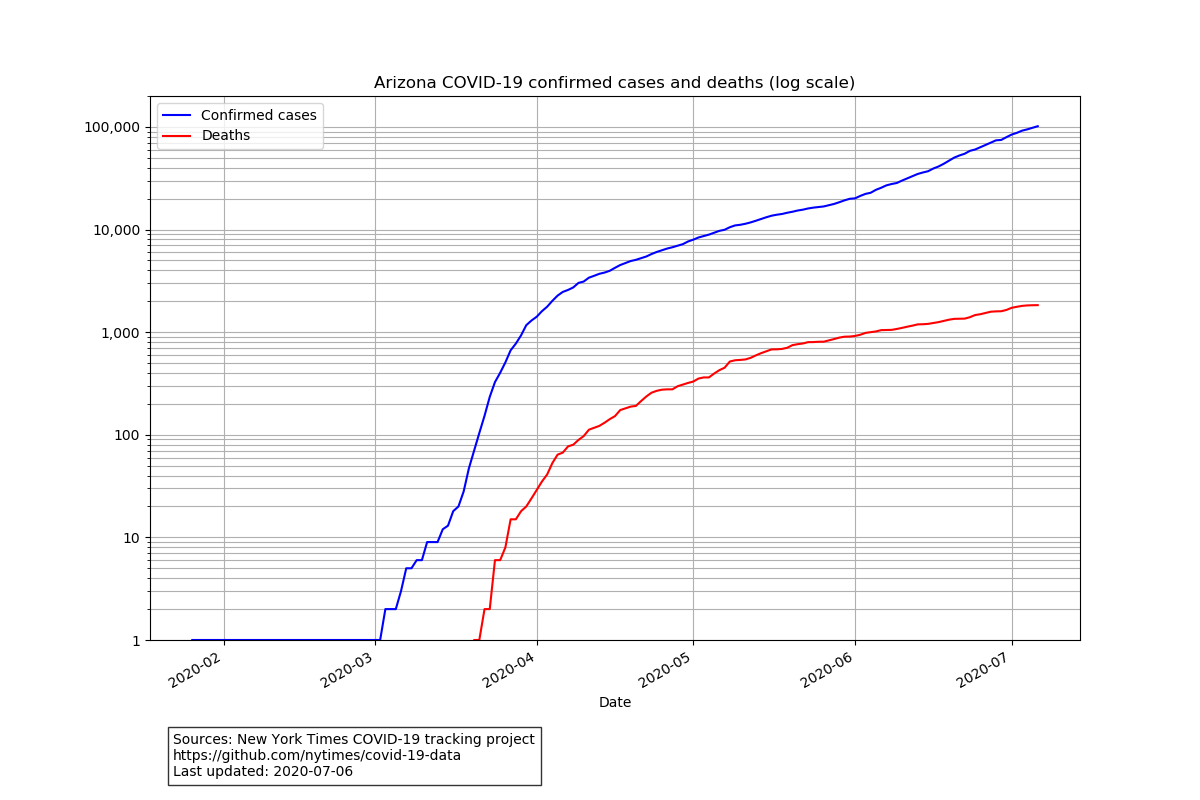 Arizona COVID-19 confirmed cases and deaths (log scale)
Confirmed cases
Deaths
100,000
10,000
1,000
100
10
1
2020-02
2020-03
2020-04
2020-05
2020-06
2020-07
Date
Sources: New York Times COVID-19 tracking project
https://github.com/nytimes/covid-19-data
Last updated: 2020-07-06